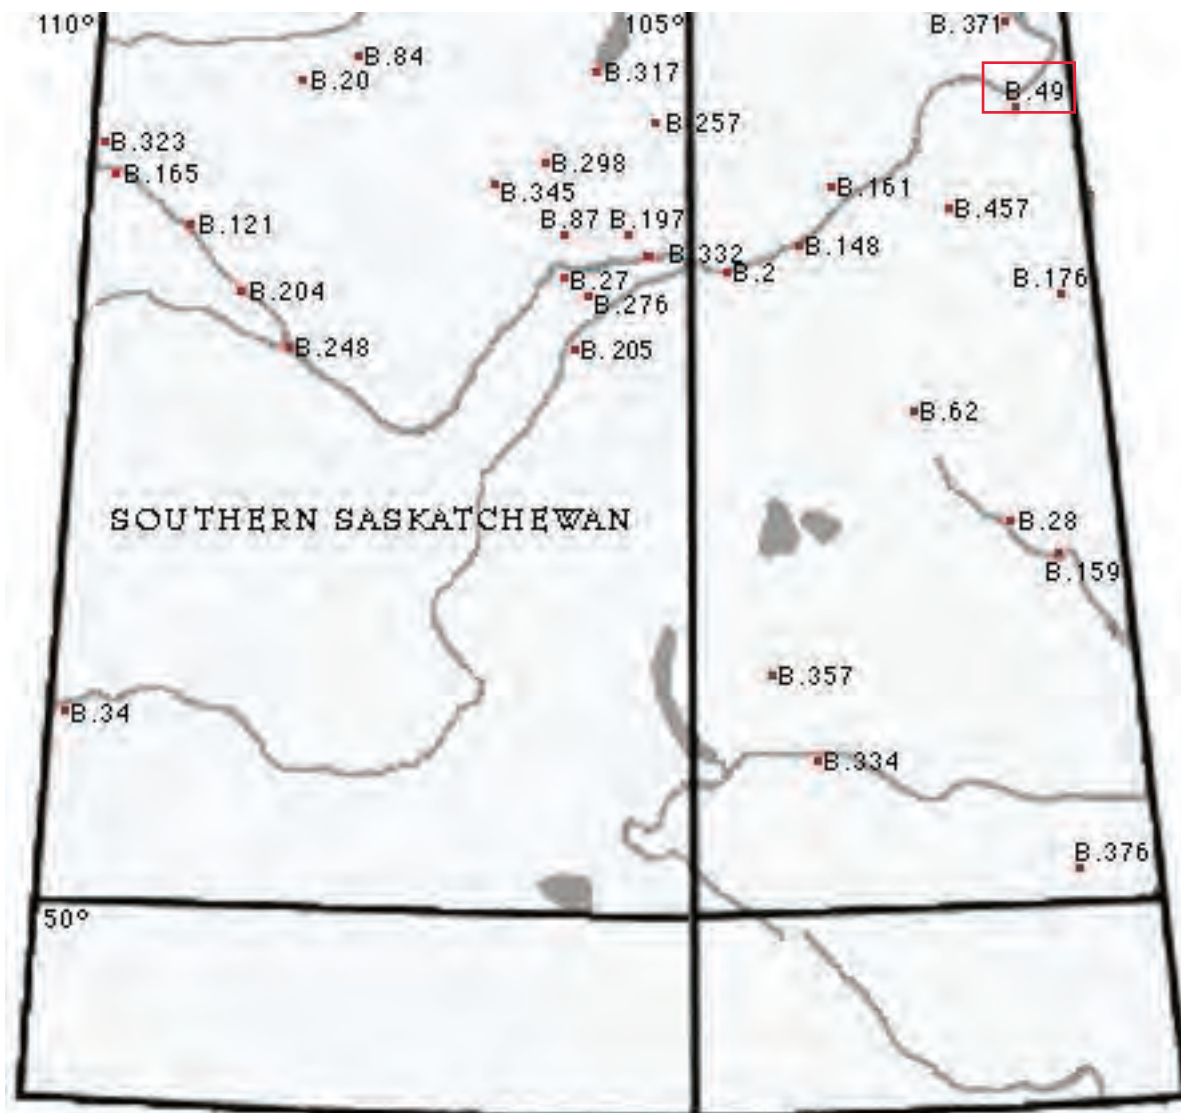 110°
105°
B.371
B.84
B.20
B.317
B.49
B.257
B.323
B.298
B.165
B.161
B.345
B.457
B.87
B.197
B.121
B.148
B.332
B.2
B.27
B.176
B.204
B.276
B.248
B.205
B.62
SOUTHERN SASKATCHEWAN
B.28
B.159
B.357
B.34
B.334
B.376
50°